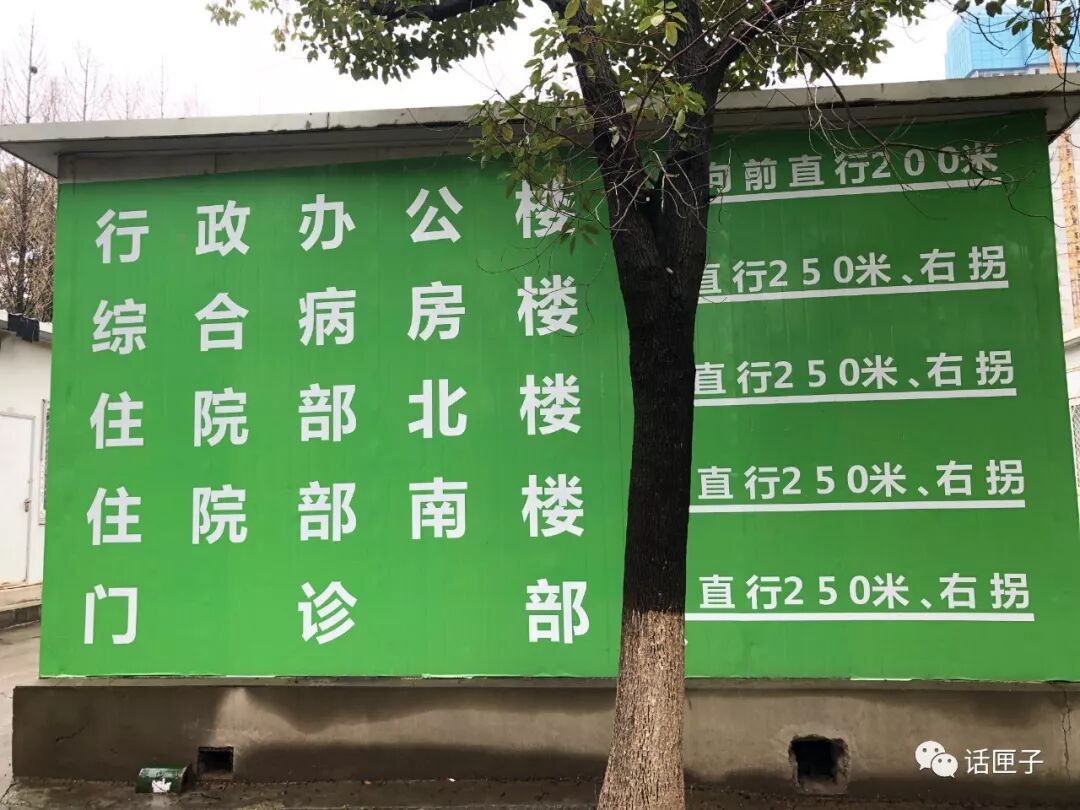 行政办公楼 向前直行200米
综合病房楼 直行250米、右拐
住院部北楼 直行250米、右拐
住院部南楼 直行250米、右拐
门诊部 直行250米、右拐
话匣子